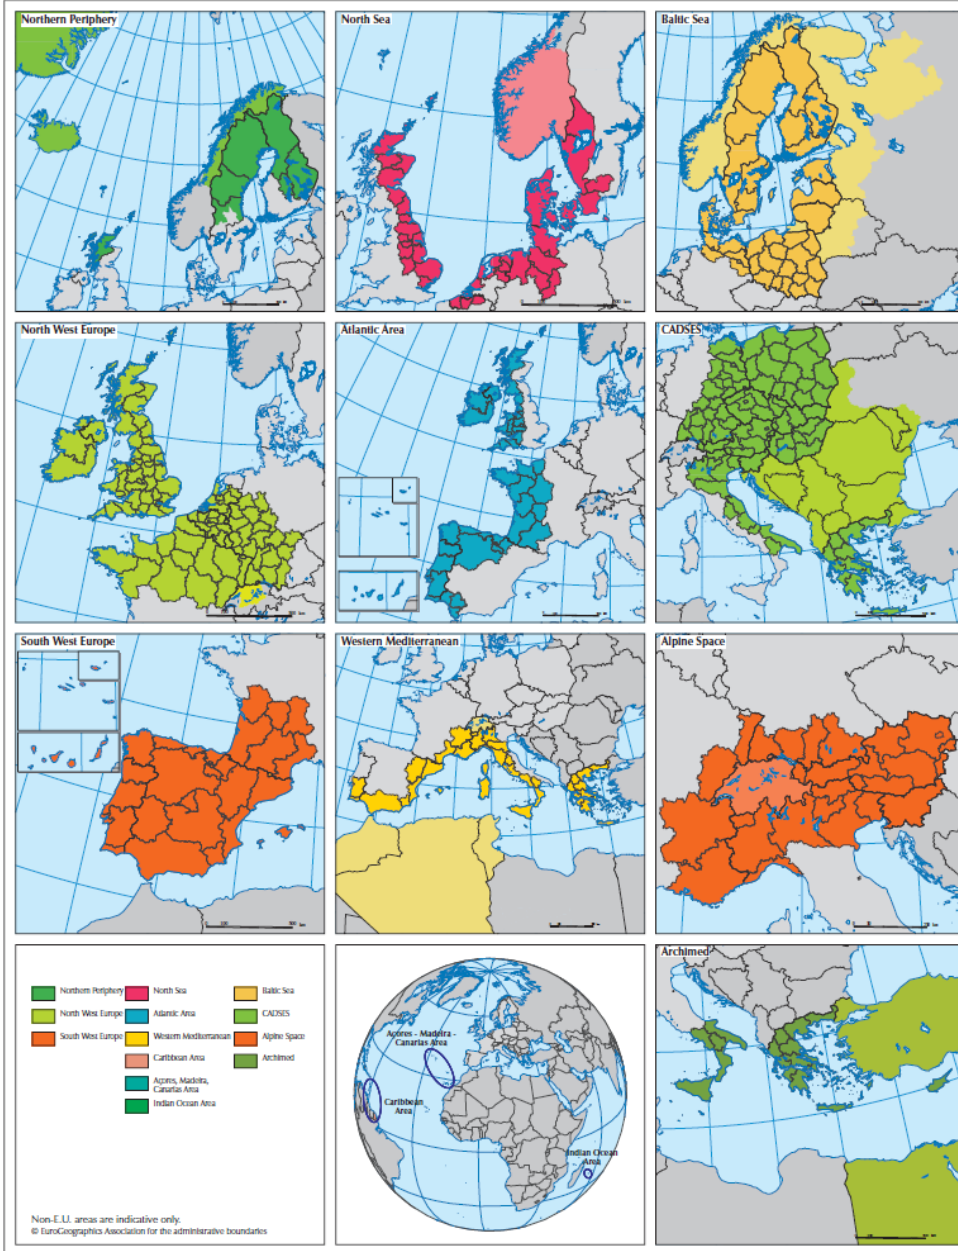 Northern Periphery
North Sea
Baltic Sea
North West Europe
Atlantic Area
CADSES
South West Europe
Western Mediterranean
Alpine Space
Northern Periphery
North Sea
Baltic Sea
North West Europe
Atlantic Area
CADSES
South West Europe
Western Mediterranean
Alpine Space
Caribbean Area
Archimed
Açores, Madeira,
Canarias Area
Indian Ocean Area
Non-E.U. areas are indicative only.
© EuroGeographics Association for the administrative boundaries
Açores - Madeira -
Canarias Area
Caribbean
Area
Indian Ocean
Area
Archimed